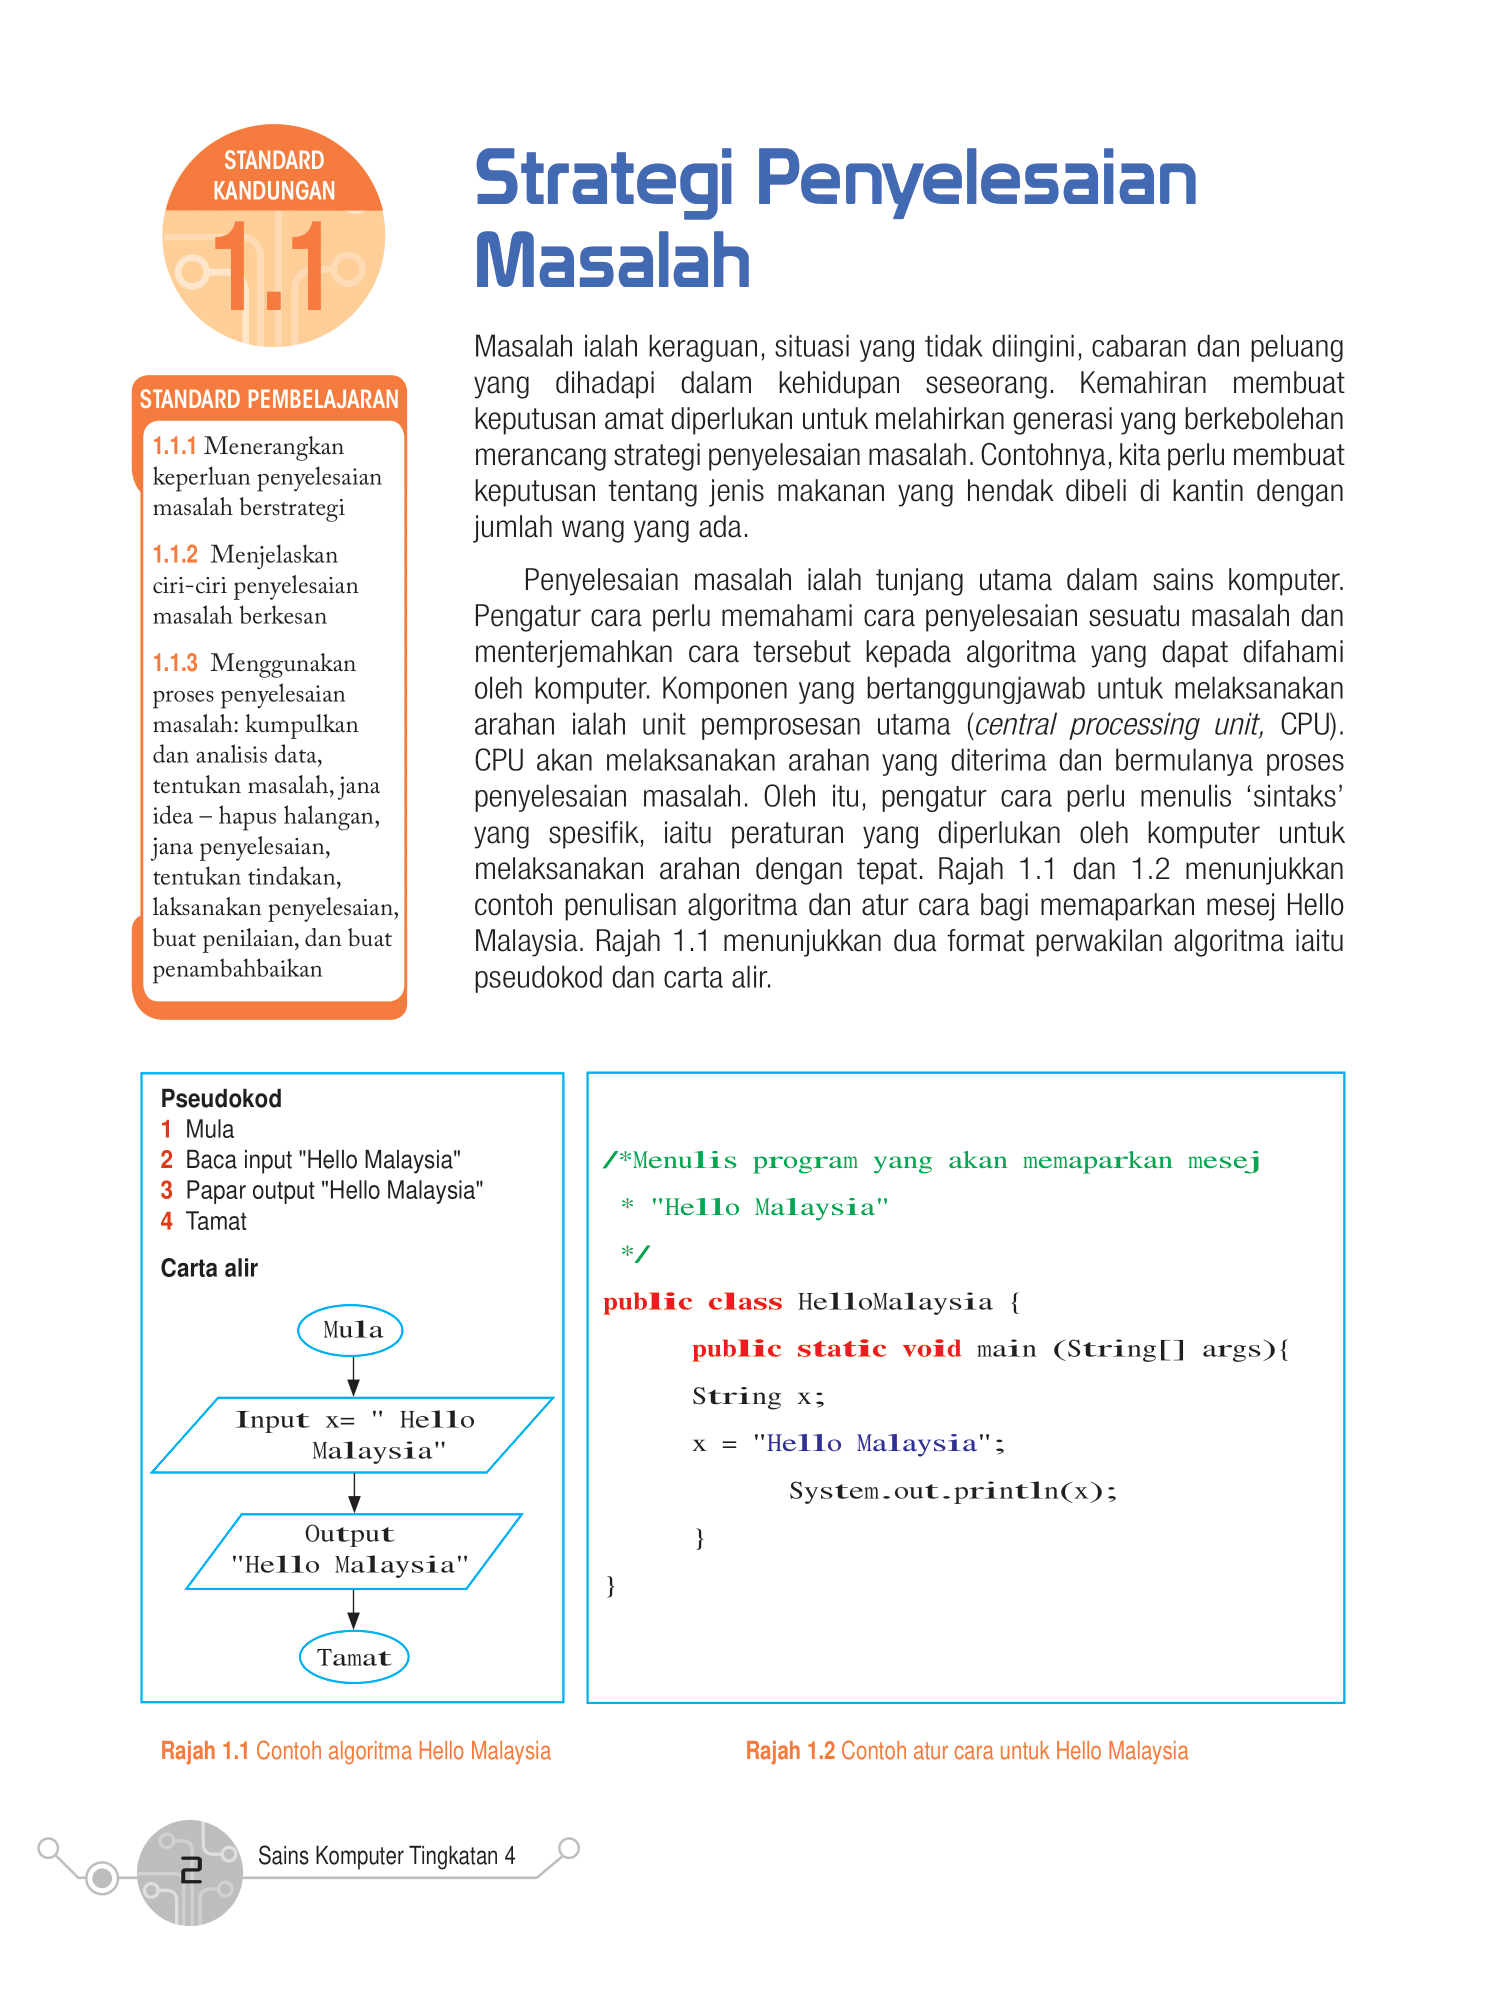 STANDARD
KANDUNGAN
1.1
Strategi Penyelesaian
Masalah
STANDARD PEMBELAJARAN
1.1.1 Menerangkan
keperluan penyelesaian
masalah berstrategi
1.1.2 Menjelaskan
ciri-ciri penyelesaian
masalah berkesan
1.1.3 Menggunakan
proses penyelesaian
masalah: kumpulkan
dan analisis data,
tentukan masalah, jana
idea – hapus halangan,
jana penyelesaian,
tentukan tindakan,
laksanakan penyelesaian,
buat penilaian, dan buat
penambahbaikan
Masalah ialah keraguan, situasi yang tidak diingini, cabaran dan peluang
yang dihadapi dalam kehidupan seseorang. Kemahiran membuat
keputusan amat diperlukan untuk melahirkan generasi yang berkebolehan
merancang strategi penyelesaian masalah. Contohnya, kita perlu membuat
keputusan tentang jenis makanan yang hendak dibeli di kantin dengan
jumlah wang yang ada.
Penyelesaian masalah ialah tunjang utama dalam sains komputer.
Pengatur cara perlu memahami cara penyelesaian sesuatu masalah dan
menterjemahkan cara tersebut kepada algoritma yang dapat difahami
oleh komputer. Komponen yang bertanggungjawab untuk melaksanakan
arahan ialah unit pemprosesan utama (central processing unit, CPU).
CPU akan melaksanakan arahan yang diterima dan bermulanya proses
penyelesaian masalah. Oleh itu, pengatur cara perlu menulis ‘sintaks’
yang spesifik, iaitu peraturan yang diperlukan oleh komputer untuk
melaksanakan arahan dengan tepat. Rajah 1.1 dan 1.2 menunjukkan
contoh penulisan algoritma dan atur cara bagi memaparkan mesej Hello
Malaysia. Rajah 1.1 menunjukkan dua format perwakilan algoritma iaitu
pseudokod dan carta alir.
Pseudokod
1 Mula
2 Baca input "Hello Malaysia"
3 Papar output "Hello Malaysia"
4 Tamat
Carta alir
Mula
Input x= " Hello
Malaysia"
Output
"Hello Malaysia"
Tamat
/*Menulis program yang akan memaparkan mesej
* "Hello Malaysia"
*/
public class HelloMalaysia {
public static void main (String[] args){
String x;
x = "Hello Malaysia";
System.out.println(x);
}
}
Rajah 1.1 Contoh algoritma Hello Malaysia
Rajah 1.2 Contoh atur cara untuk Hello Malaysia
2
Sains Komputer Tingkatan 4